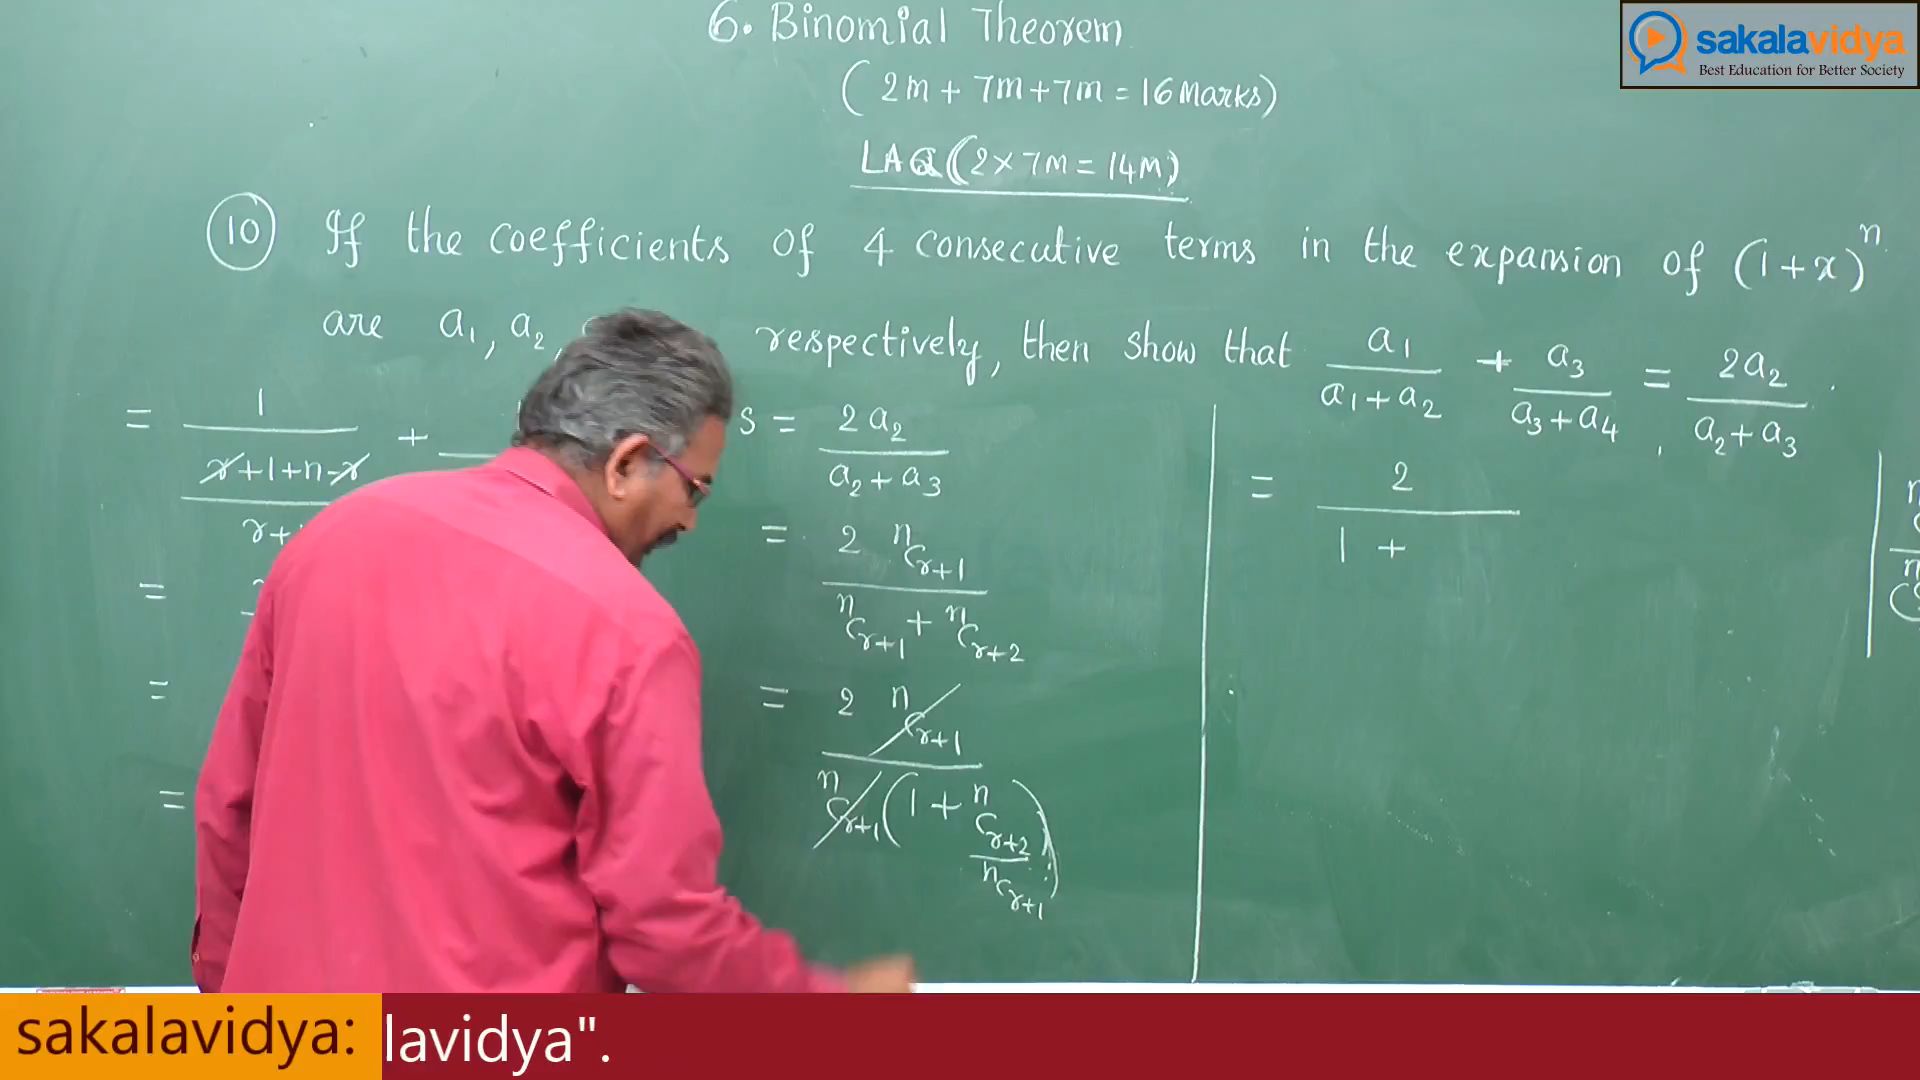 6. Binomial Theorem
(2m + 7m + 7m = 16 Marks)
LAQ (2 × 7m = 14m)
sakalavidya
Best Education for Better Society
10 If the coefficients of 4 consecutive terms in the expansion of (1+x)^n
are a₁, a₂, respectively, then show that a₁/(a₁+a₂) + a₃/(a₃+a₄) = 2a₂/(a₂+a₃).
= 1/(r+1+n-r)
r+
+
=
=
=
S = 2a₂/(a₂+a₃)
= 2 nCr+1/(nCr+1 + nCr+2)
= 2 nCr+1/(nCr+1 (1 + nCr+2/nCr+1))
= 2/(1 +
sakalavidya:
lavidya".